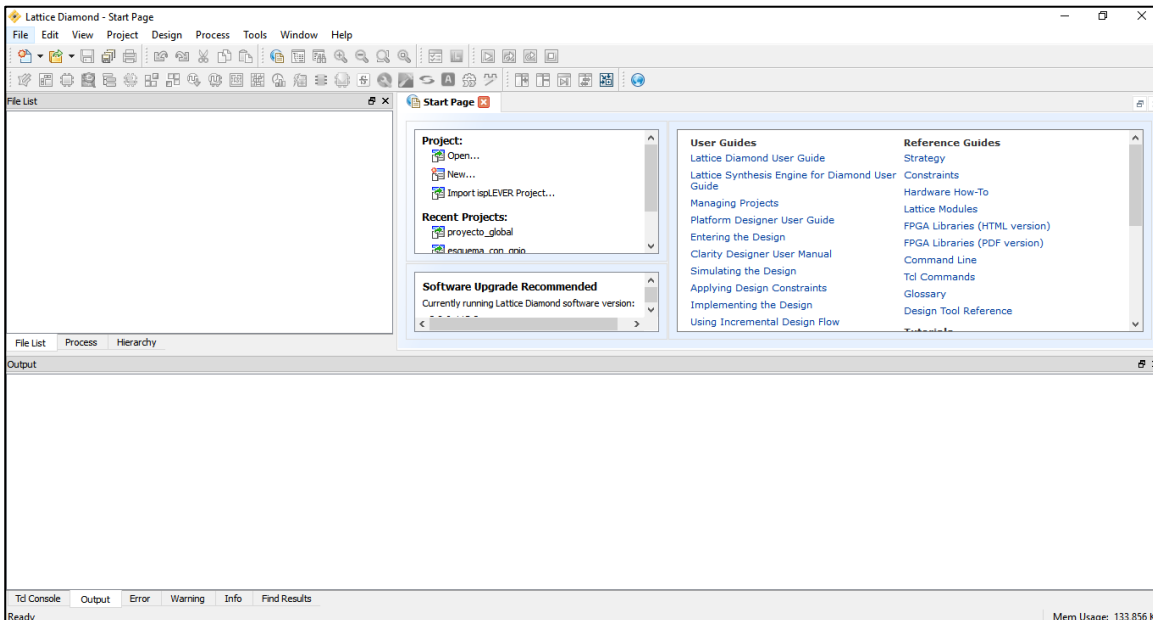 Lattice Diamond - Start Page
File Edit View Project Design Process Tools Window Help
File List
Start Page
Project:
Open...
New...
Import ispLEVER Project...
Recent Projects:
proyecto_global
esquema_con_gpio
Software Upgrade Recommended
Currently running Lattice Diamond software version:
User Guides
Lattice Diamond User Guide
Lattice Synthesis Engine for Diamond User
Guide
Managing Projects
Platform Designer User Guide
Entering the Design
Clarity Designer User Manual
Simulating the Design
Applying Design Constraints
Implementing the Design
Using Incremental Design Flow
Reference Guides
Strategy
Constraints
Hardware How-To
Lattice Modules
FPGA Libraries (HTML version)
FPGA Libraries (PDF version)
Command Line
Tcl Commands
Glossary
Design Tool Reference
Tutorials
File List Process Hierarchy
Output
Tcl Console Output Error Warning Info Find Results
Ready
Mem Usage: 133,856 K